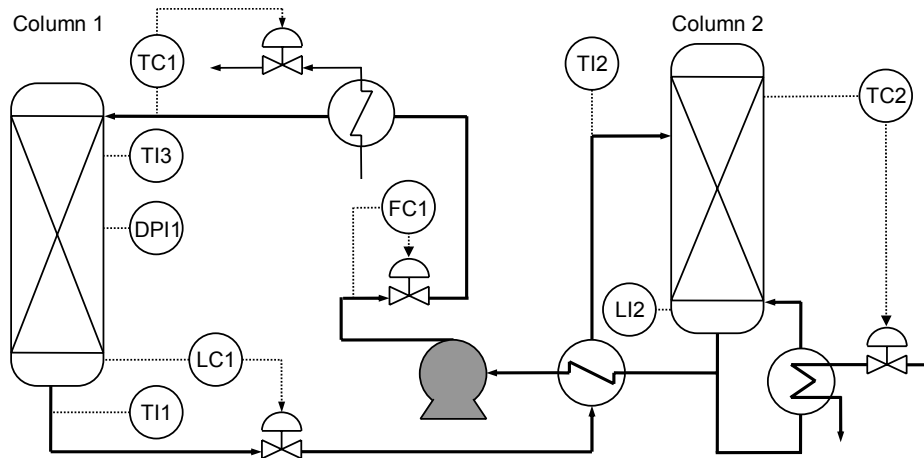 Column 1
Column 2
TC1
TI2
TC2
TI3
FC1
DPI1
LI2
LC1
TI1